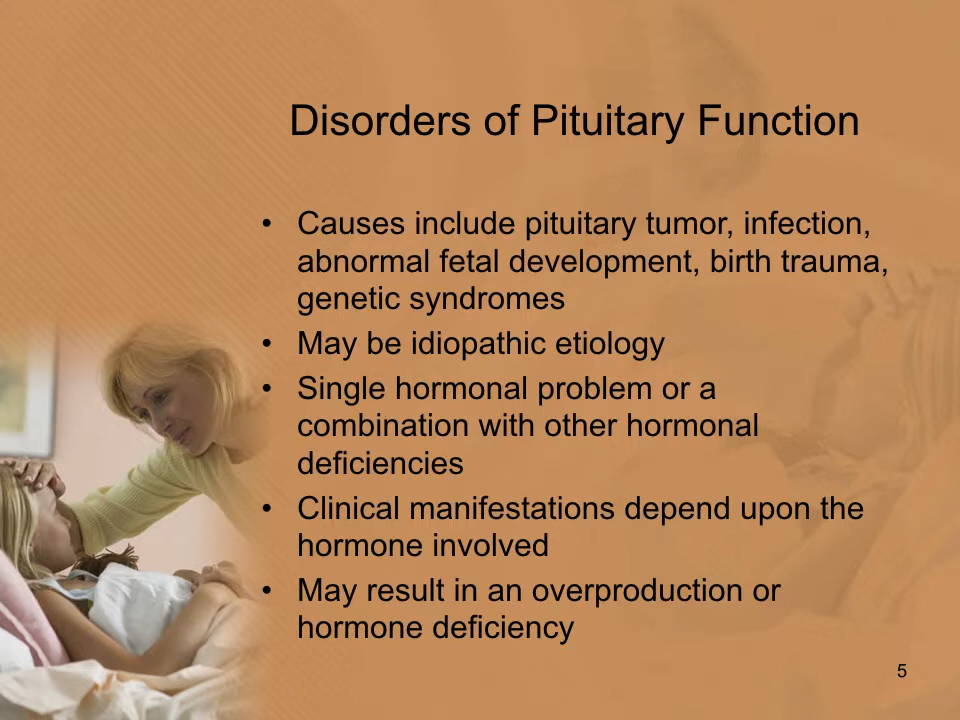 Disorders of Pituitary Function
• Causes include pituitary tumor, infection,
abnormal fetal development, birth trauma,
genetic syndromes
• May be idiopathic etiology
• Single hormonal problem or a
combination with other hormonal
deficiencies
• Clinical manifestations depend upon the
hormone involved
• May result in an overproduction or
hormone deficiency
5